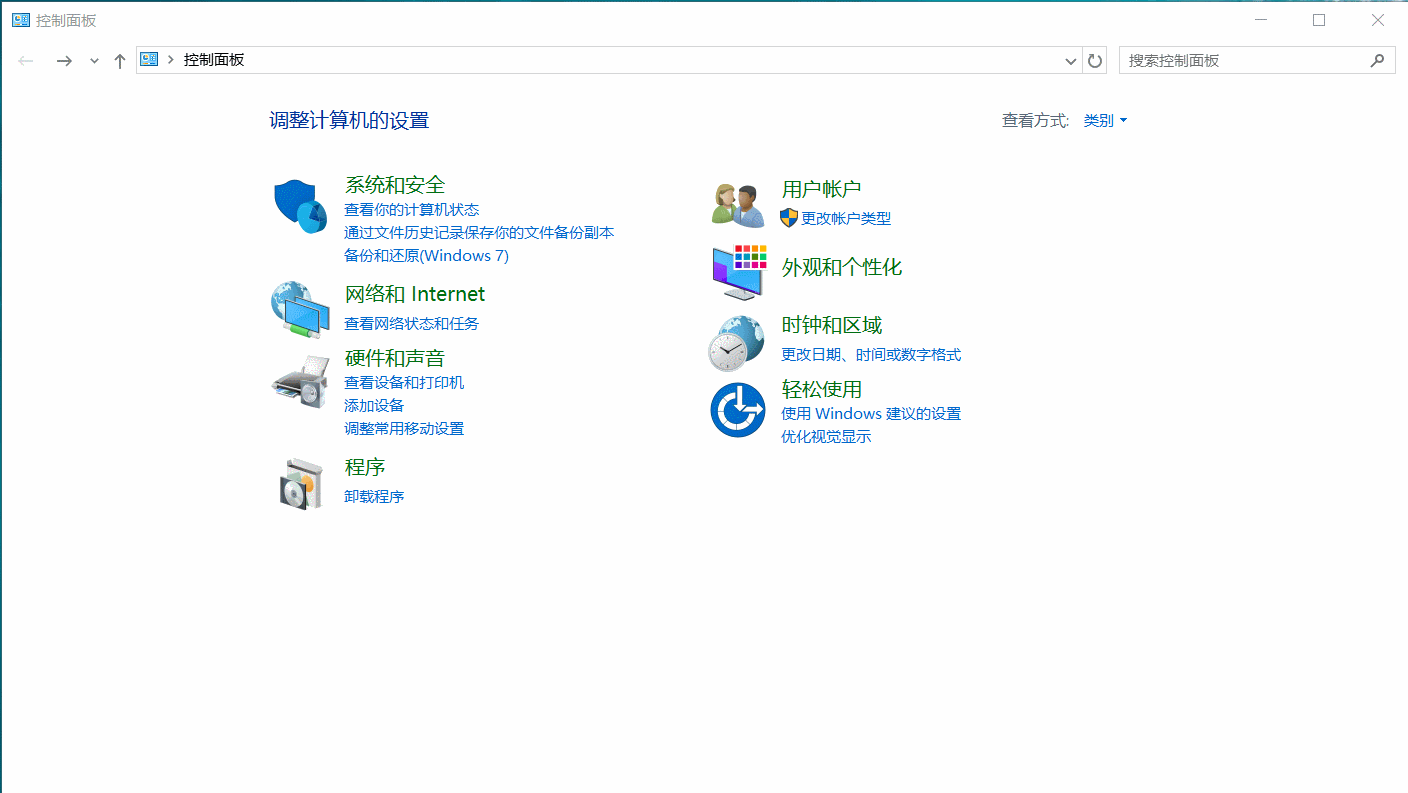 控制面板
控制面板
搜索控制面板
调整计算机的设置
查看方式: 类别
系统和安全
查看你的计算机状态
通过文件历史记录保存你的文件备份副本
备份和还原(Windows 7)
网络和 Internet
查看网络状态和任务
硬件和声音
查看设备和打印机
添加设备
调整常用移动设置
程序
卸载程序
用户帐户
更改帐户类型
外观和个性化
时钟和区域
更改日期、时间或数字格式
轻松使用
使用 Windows 建议的设置
优化视觉显示